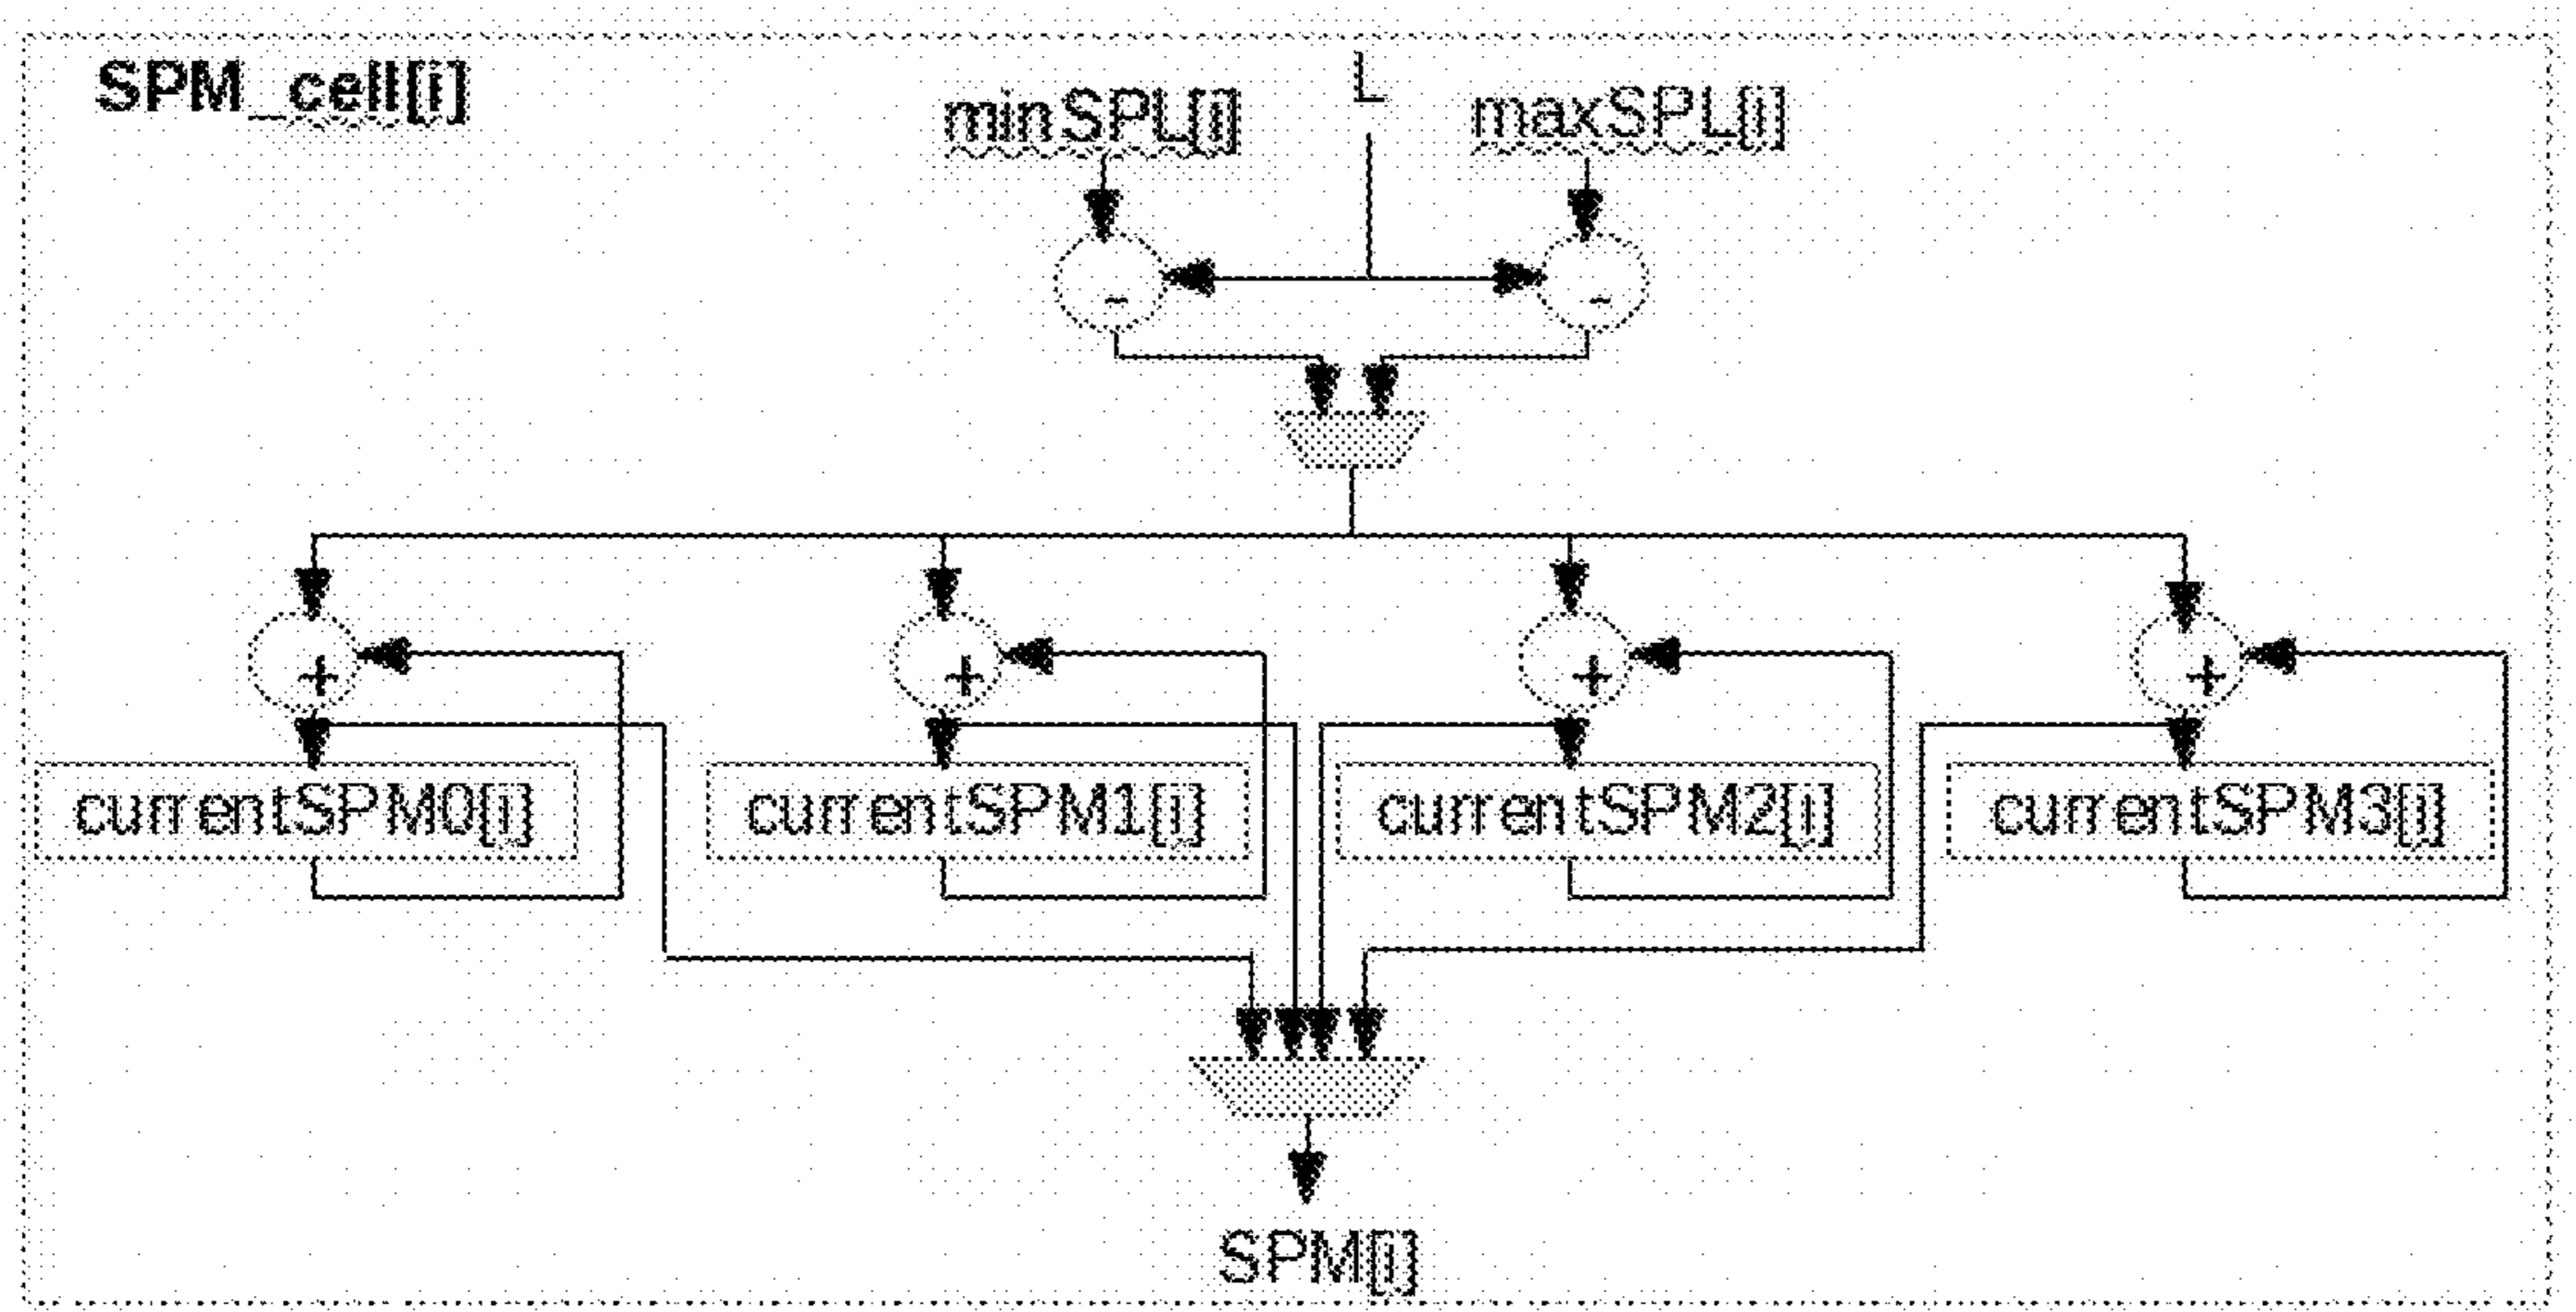 SPM_cell[i]
L
minSPL[i]
maxSPL[i]
-
-
+
+
+
+
currentSPM0[i]
currentSPM1[i]
currentSPM2[i]
currentSPM3[i]
SPM[i]